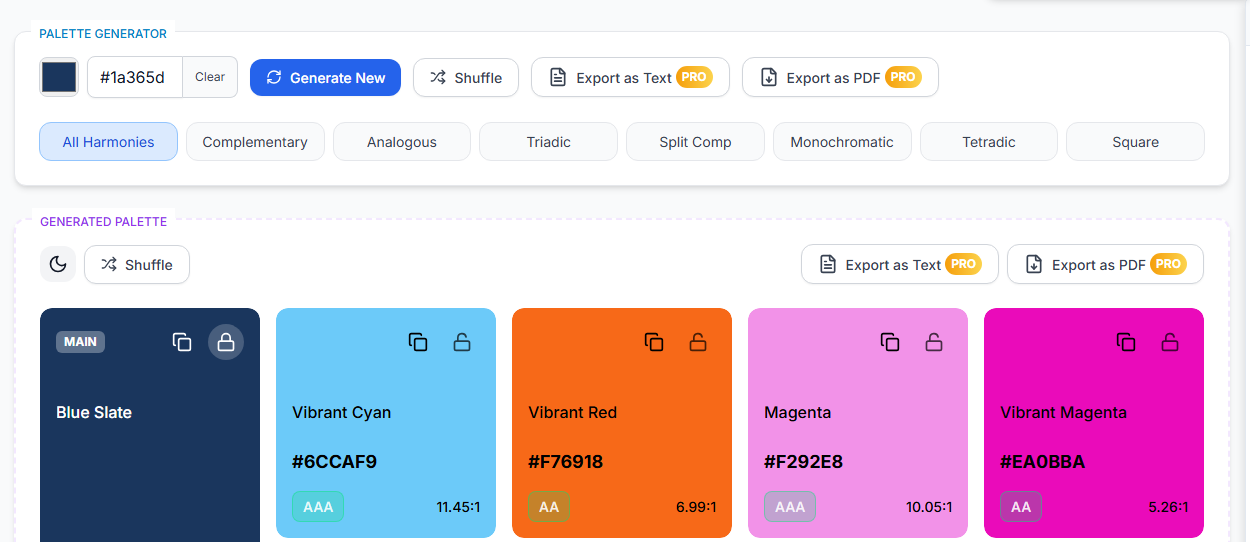 PALETTE GENERATOR
#1a365d Clear Generate New Shuffle Export as Text PRO Export as PDF PRO
All Harmonies Complementary Analogous Triadic Split Comp Monochromatic Tetradic Square
GENERATED PALETTE
Shuffle Export as Text PRO Export as PDF PRO
MAIN
Blue Slate Vibrant Cyan Vibrant Red Magenta Vibrant Magenta
#6CCAF9 #F76918 #F292E8 #EA0BBA
AAA 11.45:1 AA 6.99:1 AAA 10.05:1 AA 5.26:1